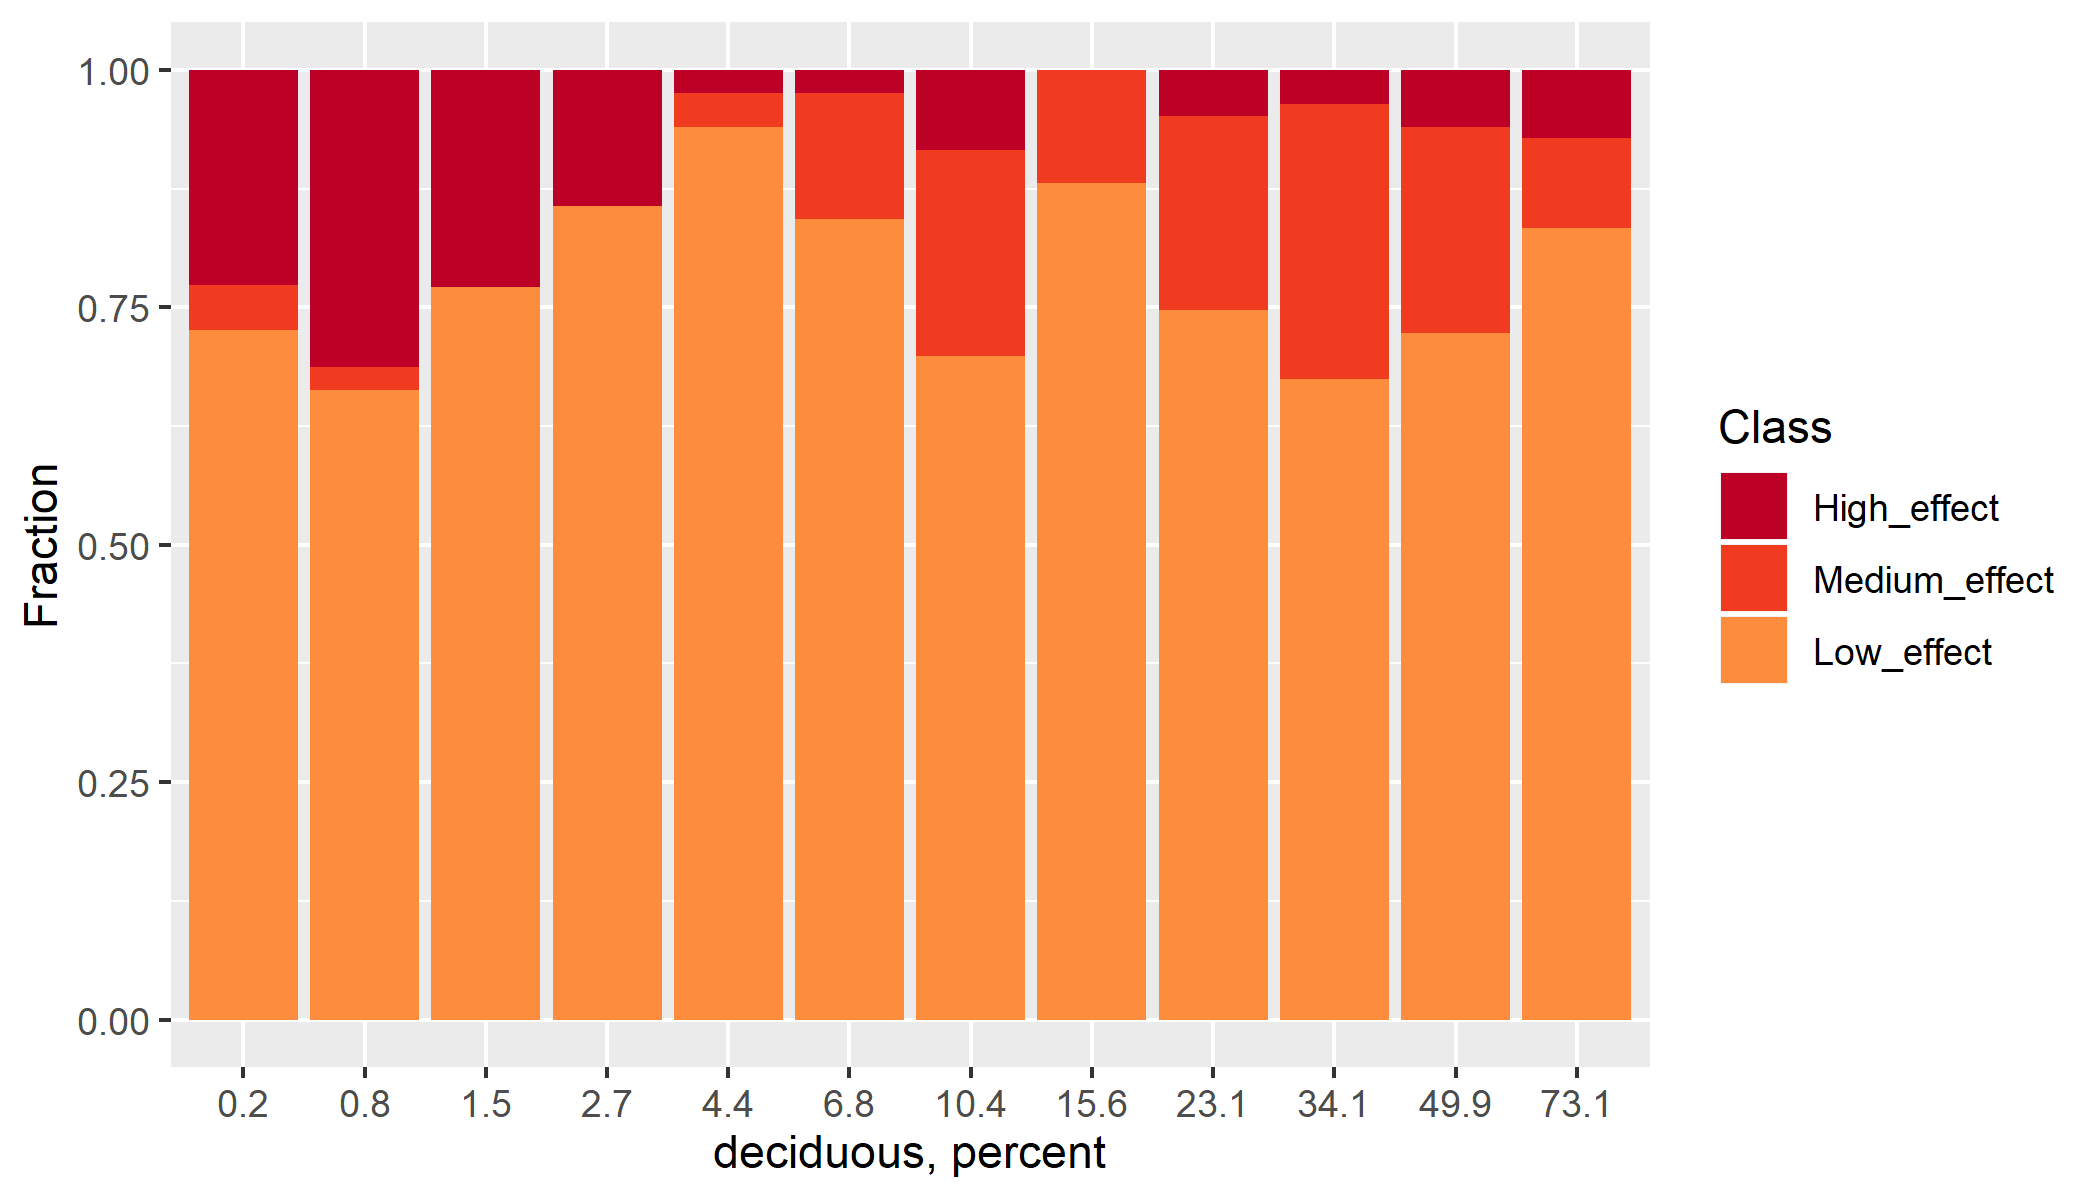 1.00
0.75
0.50
0.25
0.00
Fraction
0.2 0.8 1.5 2.7 4.4 6.8 10.4 15.6 23.1 34.1 49.9 73.1
deciduous, percent
Class
High_effect
Medium_effect
Low_effect